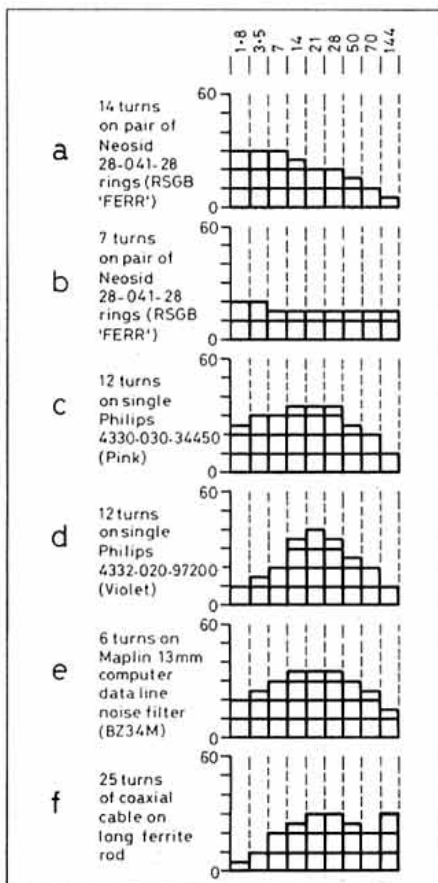 1·8 3·5 7 14 21 28 50 70 144
a
14 turns
on pair of
Neosid
28-041-28
rings (RSGB
'FERR')
60
0
b
7 turns
on pair of
Neosid
28-041-28
rings (RSGB
'FERR')
60
0
c
12 turns
on single
Philips
4330-030-34450
(Pink)
60
0
d
12 turns
on single
Philips
4332-020-97200
(Violet)
60
0
e
6 turns on
Maplin 13mm
computer
data line
noise filter
(BZ34M)
60
0
f
25 turns
of coaxial
cable on
long ferrite
rod
60
0